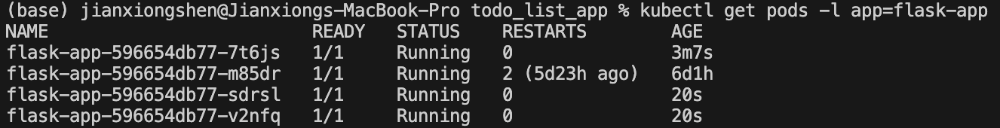 (base) jianxiongshen@Jianxiongs-MacBook-Pro todo_list_app % kubectl get pods -l app=flask-app
NAME READY STATUS RESTARTS AGE
flask-app-596654db77-7t6js 1/1 Running 0 3m7s
flask-app-596654db77-m85dr 1/1 Running 2 (5d23h ago) 6d1h
flask-app-596654db77-sdrsl 1/1 Running 0 20s
flask-app-596654db77-v2nfq 1/1 Running 0 20s